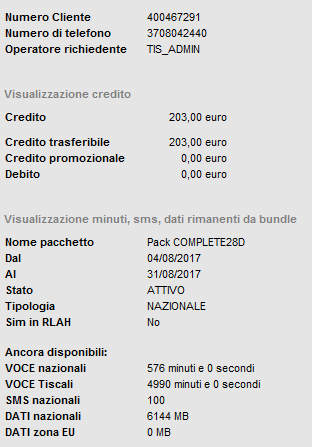 Numero Cliente 400467291
Numero di telefono 3708042440
Operatore richiedente TIS_ADMIN
Visualizzazione credito
Credito 203,00 euro
Credito trasferibile 203,00 euro
Credito promozionale 0,00 euro
Debito 0,00 euro
Visualizzazione minuti, sms, dati rimanenti da bundle
Nome pacchetto Pack COMPLETE28D
Dal 04/08/2017
Al 31/08/2017
Stato ATTIVO
Tipologia NAZIONALE
Sim in RLAH No
Ancora disponibili:
VOCE nazionali 576 minuti e 0 secondi
VOCE Tiscali 4990 minuti e 0 secondi
SMS nazionali 100
DATI nazionali 6144 MB
DATI zona EU 0 MB